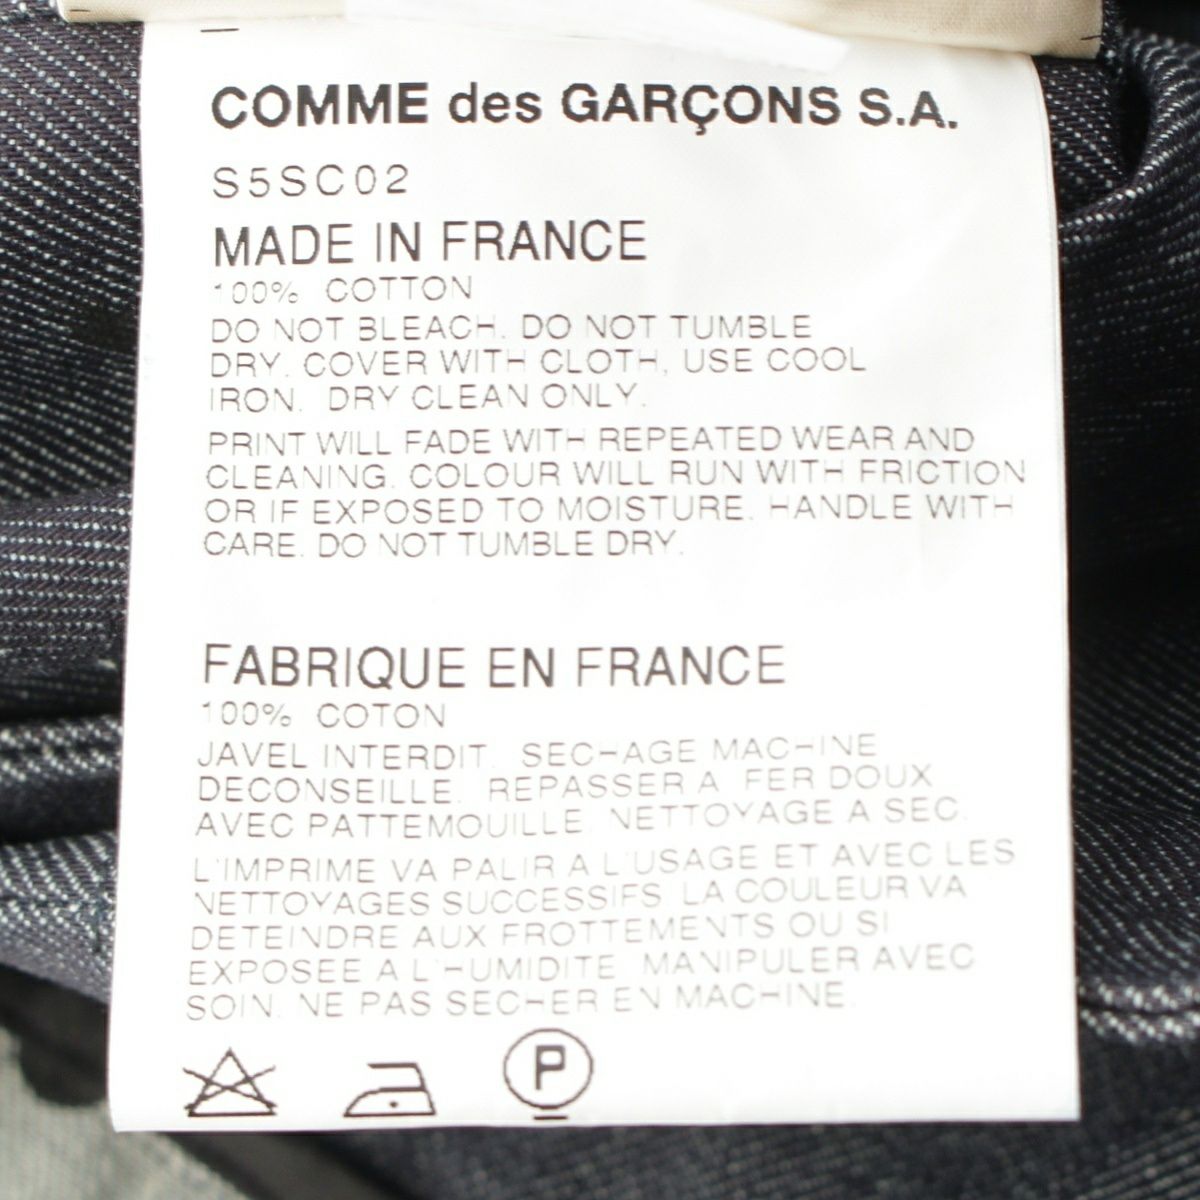 COMME des GARÇONS S.A.
S5SC02
MADE IN FRANCE
100% COTTON
DO NOT BLEACH. DO NOT TUMBLE
DRY. COVER WITH CLOTH, USE COOL
IRON. DRY CLEAN ONLY.
PRINT WILL FADE WITH REPEATED WEAR AND
CLEANING. COLOUR WILL RUN WITH FRICTION
OR IF EXPOSED TO MOISTURE. HANDLE WITH
CARE. DO NOT TUMBLE DRY.
FABRIQUE EN FRANCE
100% COTON
JAVEL INTERDIT. SECHAGE MACHINE
DECONSEILLE. REPASSER A FER DOUX
AVEC PATTEMOUILLE. NETTOYAGE A SEC.
L'IMPRIME VA PALIR A L'USAGE ET AVEC LES
NETTOYAGES SUCCESSIFS. LA COULEUR VA
DETEINDRE AUX FROTTEMENTS OU SI
EXPOSEE A L'HUMIDITE. MANIPULER AVEC
SOIN. NE PAS SECHER EN MACHINE.
P